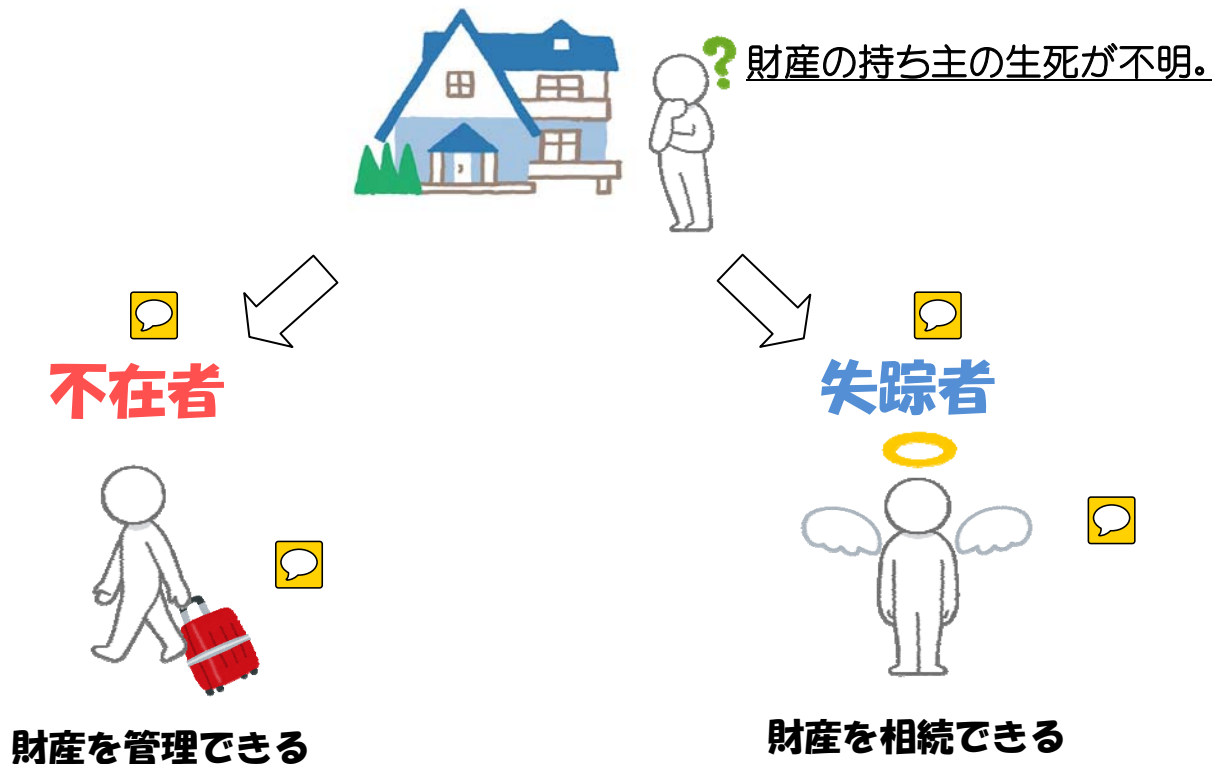 財産の持ち主の生死が不明。
不在者
失踪者
財産を管理できる
財産を相続できる